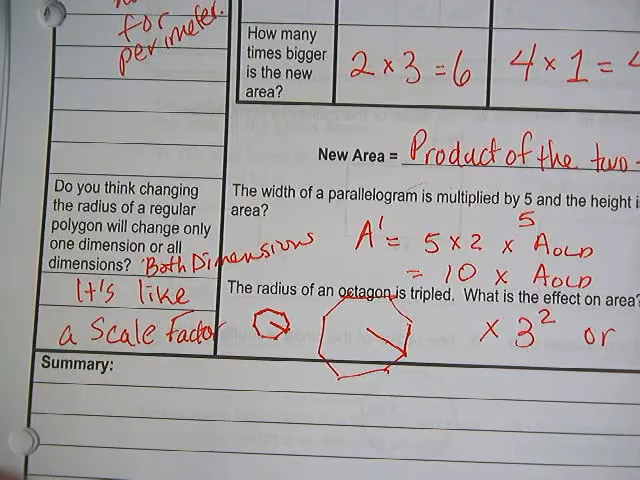 for
perimeter.
How many
times bigger
is the new
area?
2 × 3 = 6
4 × 1 =
New Area = Product of the two
Do you think changing
the radius of a regular
polygon will change only
one dimension or all
dimensions? Both Dimensions
It's like
a Scale Factor
The width of a parallelogram is multiplied by 5 and the height i
area?
5
A' = 5 × 2 × A OLD
= 10 × A OLD
The radius of an octagon is tripled. What is the effect on area?
× 3² or
Summary: